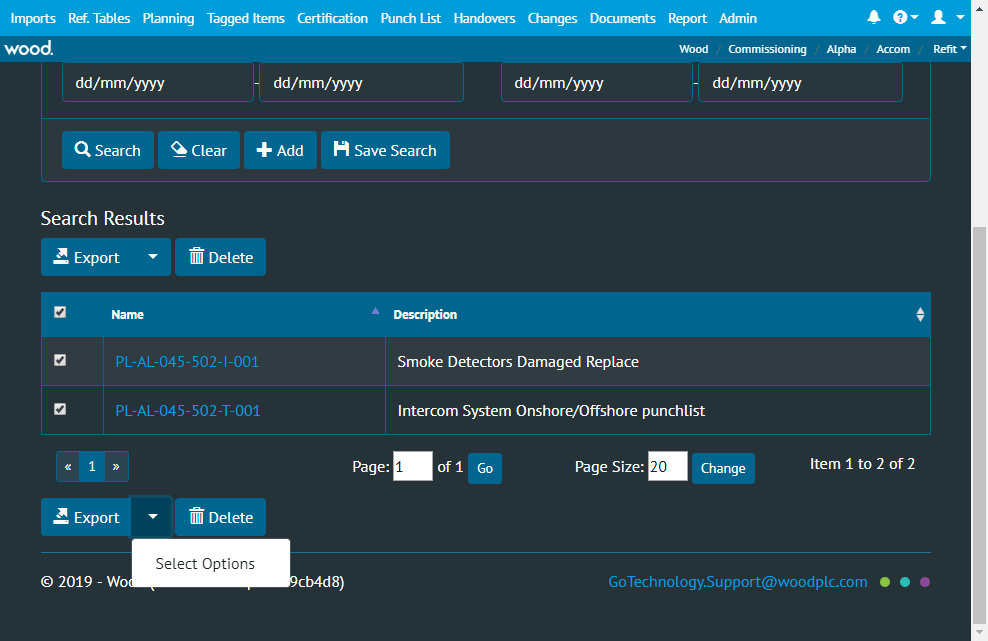 Imports Ref. Tables Planning Tagged Items Certification Punch List Handovers Changes Documents Report Admin
wood. Wood / Commissioning / Alpha / Accom / Refit
dd/mm/yyyy - dd/mm/yyyy dd/mm/yyyy - dd/mm/yyyy
Search Clear Add Save Search
Search Results
Export Delete
Name Description
PL-AL-045-502-I-001 Smoke Detectors Damaged Replace
PL-AL-045-502-T-001 Intercom System Onshore/Offshore punchlist
« 1 » Page: 1 of 1 Go Page Size: 20 Change Item 1 to 2 of 2
Export Delete
Select Options
© 2019 - 9cb4d8) GoTechnology.Support@woodplc.com